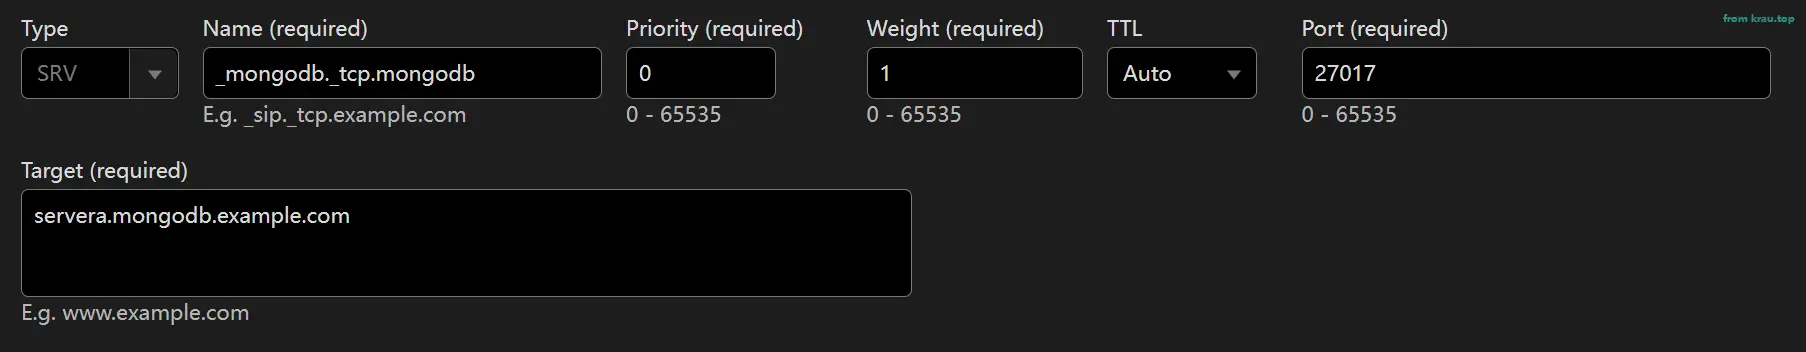 Type Name (required) Priority (required) Weight (required) TTL Port (required) from krau.top
SRV _mongodb._tcp.mongodb 0 1 Auto 27017
E.g. _sip._tcp.example.com 0 - 65535 0 - 65535 0 - 65535
Target (required)
servera.mongodb.example.com
E.g. www.example.com